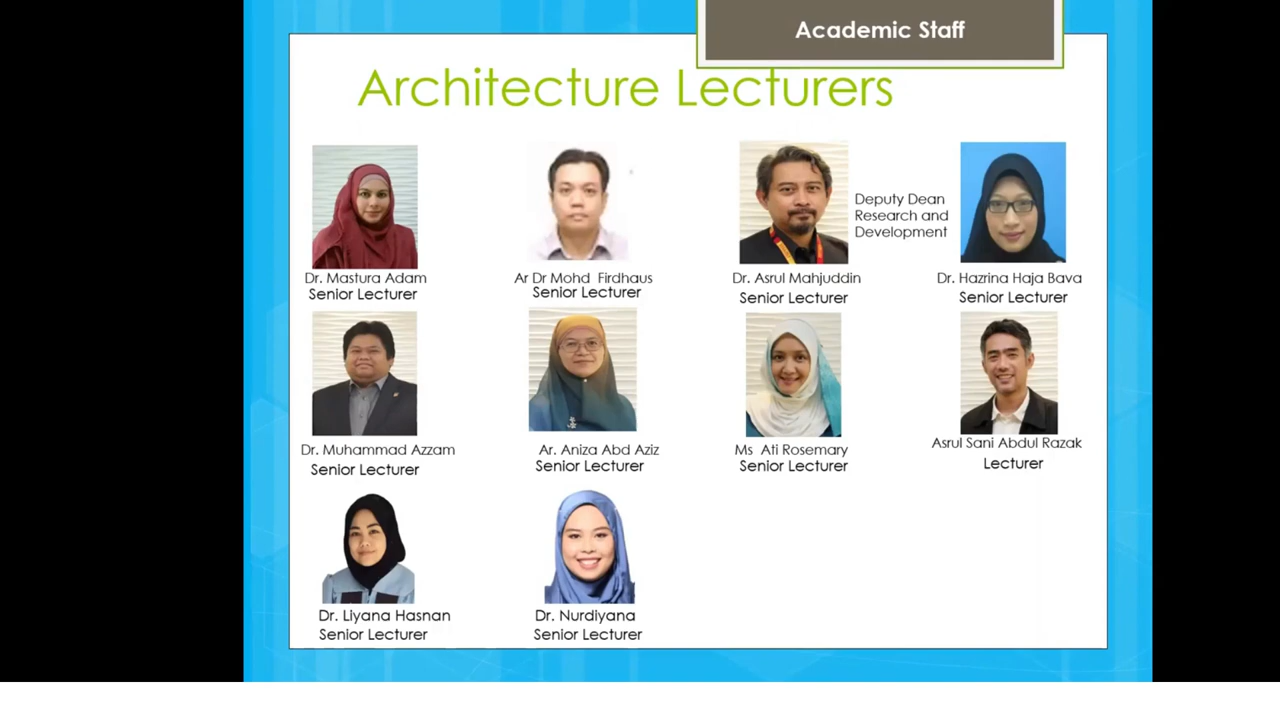 Academic Staff
Architecture Lecturers
Deputy Dean
Research and
Development
Dr. Mastura Adam
Senior Lecturer
Ar Dr Mohd Firdhaus
Senior Lecturer
Dr. Asrul Mahjuddin
Senior Lecturer
Dr. Hazrina Haja Bava
Senior Lecturer
Dr. Muhammad Azzam
Senior Lecturer
Ar. Aniza Abd Aziz
Senior Lecturer
Ms Ati Rosemary
Senior Lecturer
Asrul Sani Abdul Razak
Lecturer
Dr. Liyana Hasnan
Senior Lecturer
Dr. Nurdiyana
Senior Lecturer